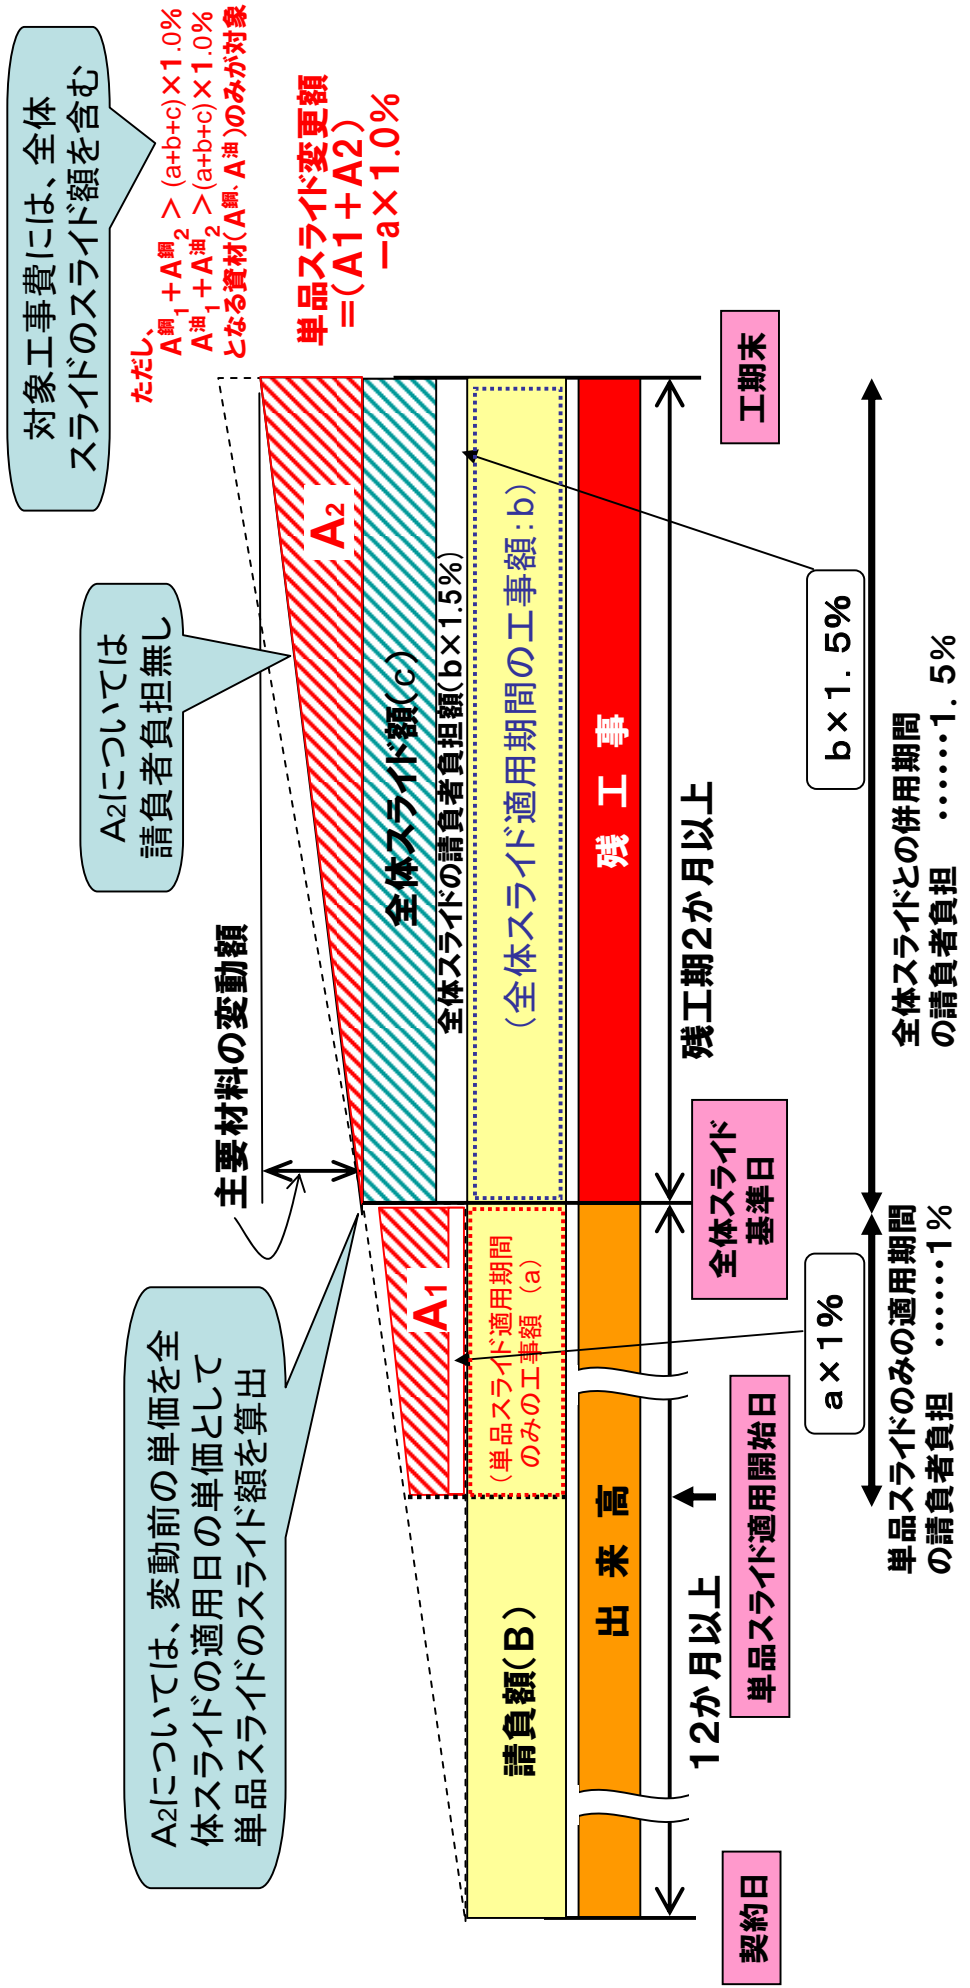 対象工事費には、全体
スライドのスライド額を含む
ただし、
A鋼1+A鋼2 > (a+b+c)×1.0%
A油1+A油2 >(a+b+c)×1.0%
となる資材(A鋼、A油)のみが対象
単品スライド変更額
=(A1+A2)
−a×1.0%
A2については
請負者負担無し
主要材料の変動額
A2については、変動前の単価を全
体スライドの適用日の単価として
単品スライドのスライド額を算出
A2
全体スライド額(c)
全体スライドの請負者負担額(b×1.5%)
(全体スライド適用期間の工事額:b)
A1
(単品スライド適用期間
のみの工事額 (a)
請負額(B)
出 来 高
残 工 事
12か月以上
残工期2か月以上
契約日
単品スライド適用開始日
全体スライド
基準日
工期末
a×1%
b×1.5%
単品スライドのみの適用期間
の請負者負担 ……1%
全体スライドとの併用期間
の請負者負担 ……1.5%